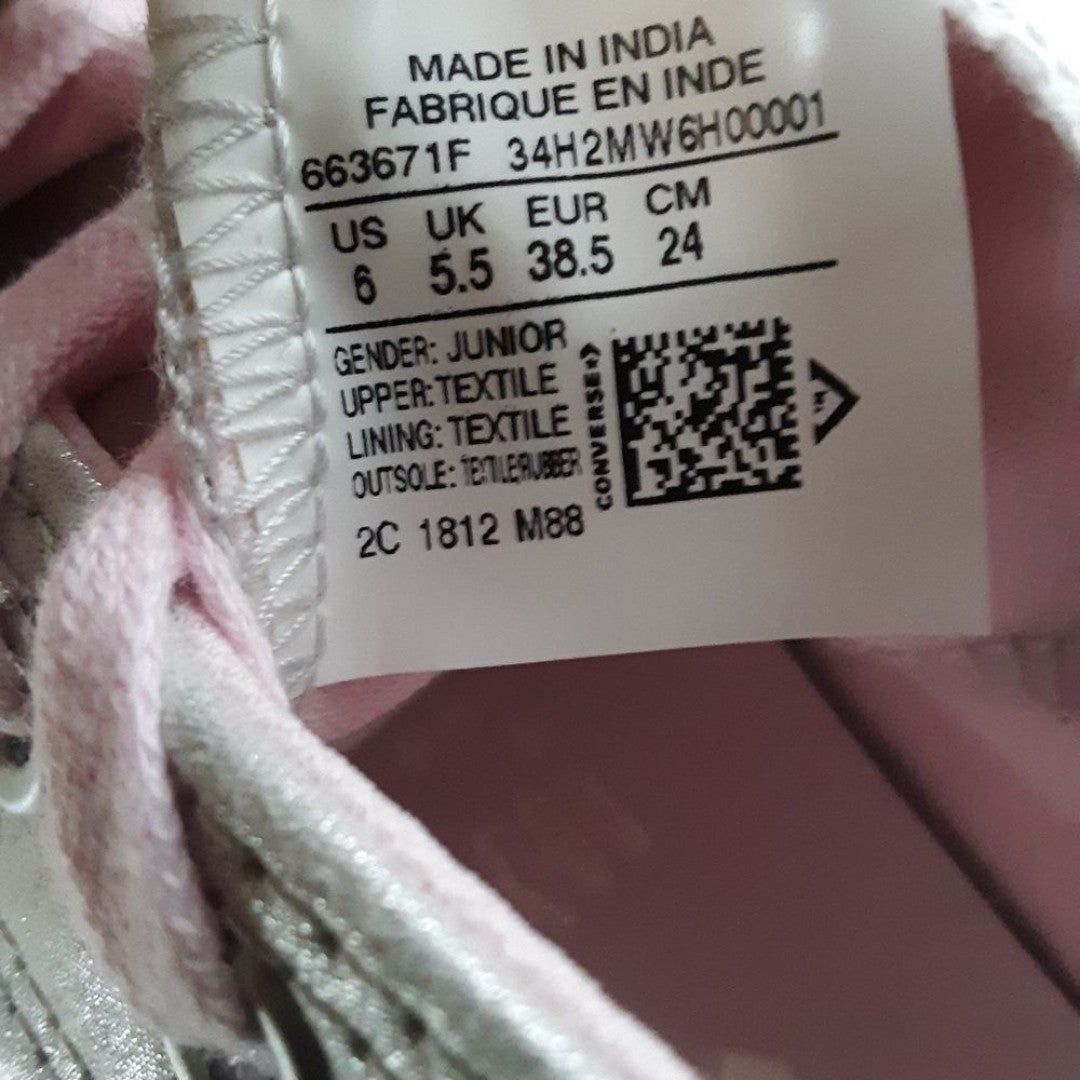 MADE IN INDIA
FABRIQUE EN INDE
663671F 34H2MW6H00001
US UK EUR CM
6 5.5 38.5 24
GENDER: JUNIOR
UPPER: TEXTILE
LINING: TEXTILE
OUTSOLE: TEXTILE/RUBBER
2C 1812 M88
CONVERSE
TM